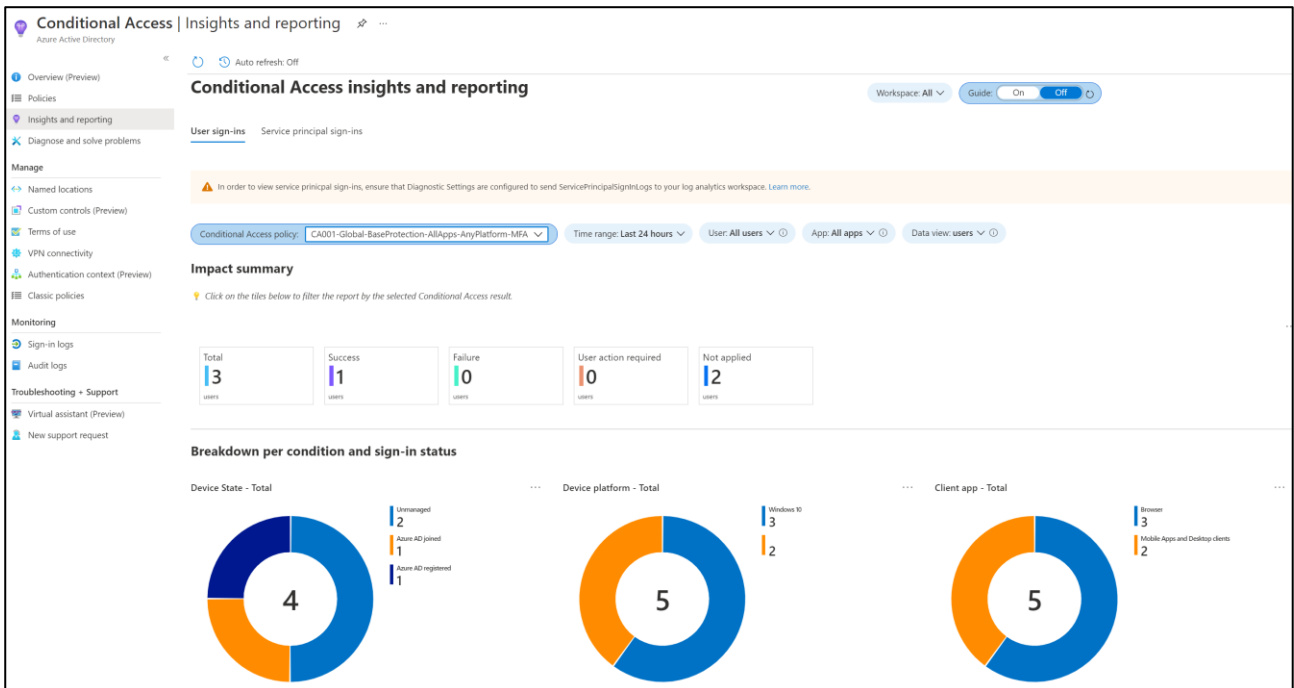 Conditional Access | Insights and reporting ...
Azure Active Directory
«
Overview (Preview)
Policies
Insights and reporting
Diagnose and solve problems
Manage
Named locations
Custom controls (Preview)
Terms of use
VPN connectivity
Authentication context (Preview)
Classic policies
Monitoring
Sign-in logs
Audit logs
Troubleshooting + Support
Virtual assistant (Preview)
New support request
Auto refresh: Off
Conditional Access insights and reporting
Workspace: All
Guide: On Off
User sign-ins Service principal sign-ins
In order to view service prinicpal sign-ins, ensure that Diagnostic Settings are configured to send ServicePrincipalSignInLogs to your log analytics workspace. Learn more.
Conditional Access policy: CA001-Global-BaseProtection-AllApps-AnyPlatform-MFA Time range: Last 24 hours User: All users App: All apps Data view: users
Impact summary
Click on the tiles below to filter the report by the selected Conditional Access result.
Total
3
users
Success
1
users
Failure
0
users
User action required
0
users
Not applied
2
users
Breakdown per condition and sign-in status
Device State - Total ...
Unmanaged
2
Azure AD joined
1
Azure AD registered
1
4
Device platform - Total ...
Windows 10
3
2
5
Client app - Total ...
Browser
3
Mobile Apps and Desktop clients
2
5